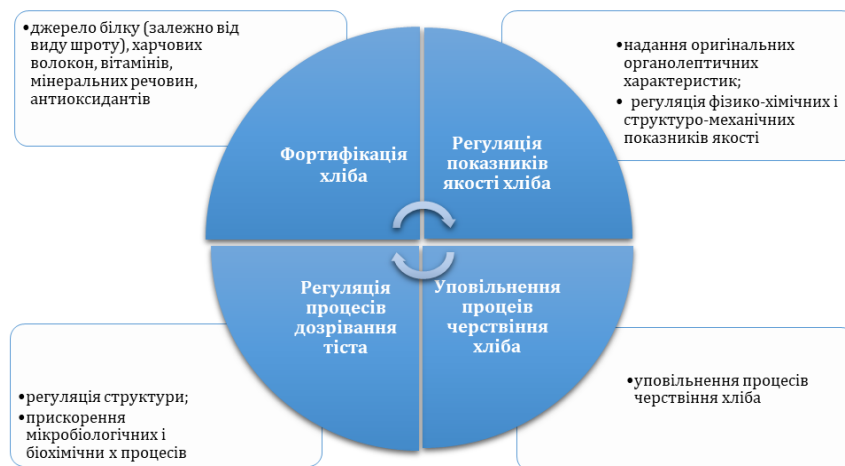 •джерело білку (залежно від
виду шроту), харчових
волокон, вітамінів,
мінеральних речовин,
антиоксидантів
•надання оригінальних
органолептичних
характеристик;
• регуляція фізико-хімічних і
структуро-механічних
показників якості
Фортифікація
хліба
Регуляція
показників
якості хліба
Регуляція
процесів
дозрівання
тіста
Уповільнення
процеів
черствіння
хліба
•регуляція структури;
•прискорення
мікробіологічних і
біохімічни х процесів
•уповільнення процесів
черствіння хліба